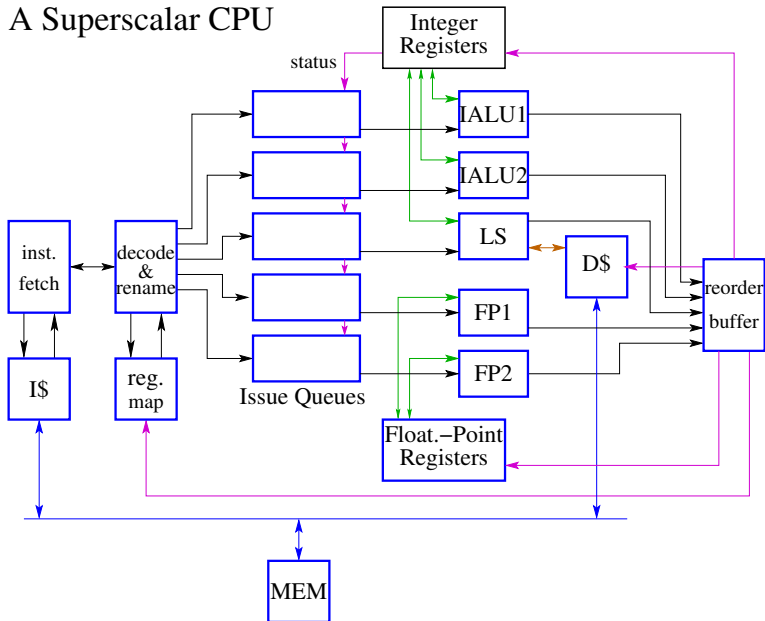 A Superscalar CPU
Integer
Registers
status
IALU1
IALU2
LS
D$
inst.
fetch
decode
&
rename
reorder
buffer
FP1
FP2
I$
reg.
map
Issue Queues
Float.-Point
Registers
MEM